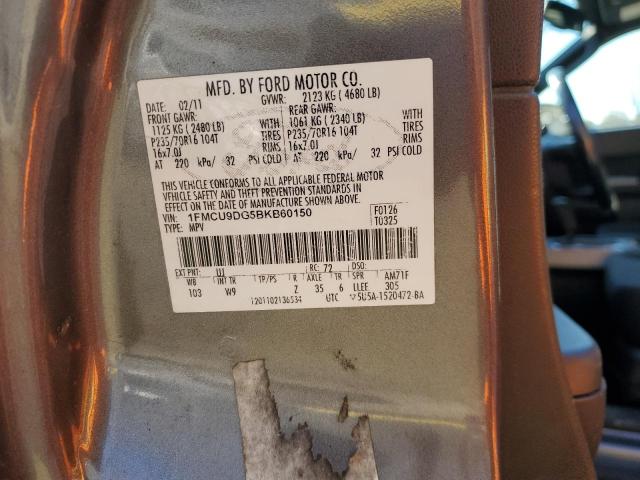 MFD. BY FORD MOTOR CO.
DATE: 02/11 GVWR: 2123 KG ( 4680 LB)
FRONT GAWR: REAR GAWR:
1125 KG ( 2480 LB) 1061 KG ( 2340 LB)
P235/70R16 104T TIRES P235/70R16 104T TIRES
16x7.0J RIMS 16x7.0J RIMS
AT 220 kPa/ 32 PSI COLD AT 220 kPa/ 32 PSI COLD
THIS VEHICLE CONFORMS TO ALL APPLICABLE FEDERAL MOTOR
VEHICLE SAFETY AND THEFT PREVENTION STANDARDS IN
EFFECT ON THE DATE OF MANUFACTURE SHOWN ABOVE.
VIN: 1FMCU9DG5BKB60150 F0126
TYPE: MPV T0325
EXT PNT: UJ RC: 72 DSO:
WB INT TR TP/PS R AXLE TR SPR AM71F
103 W9 Z 35 6 LLEE 305
1201102136534 UTC 5U5A-1520472-BA